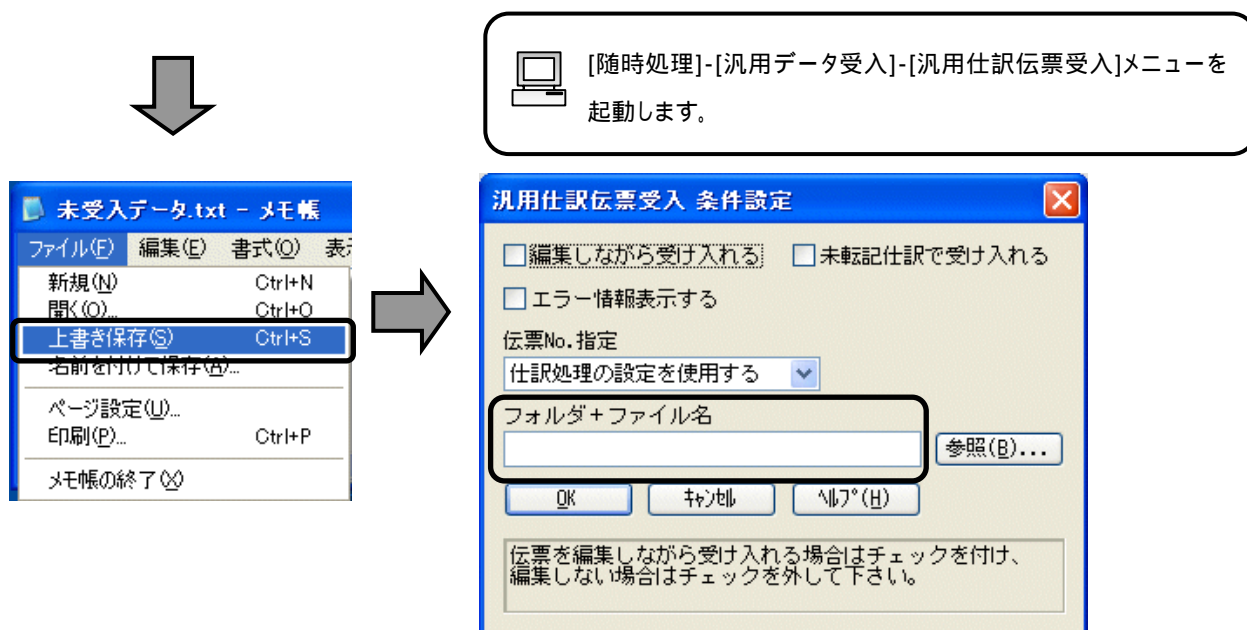 [随時処理]-[汎用データ受入]-[汎用仕訳伝票受入]メニューを
起動します。
未受入データ.txt - メモ帳
ファイル(F) 編集(E) 書式(O) 表
新規(N) Ctrl+N
開く(O)... Ctrl+O
上書き保存(S) Ctrl+S
名前を付けて保存(A)...
ページ設定(U)...
印刷(P)... Ctrl+P
メモ帳の終了(X)
汎用仕訳伝票受入 条件設定
編集しながら受け入れる 未転記仕訳で受け入れる
エラー情報表示する
伝票No.指定
仕訳処理の設定を使用する
フォルダ+ファイル名
参照(B)...
OK キャンセル ヘルプ(H)
伝票を編集しながら受け入れる場合はチェックを付け、
編集しない場合はチェックを外して下さい。